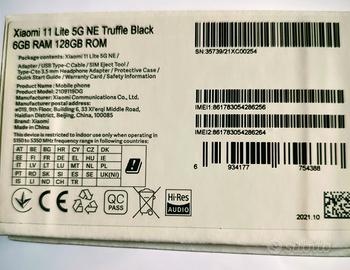 Xiaomi 11 Lite 5G NE Truffle Black
6GB RAM 128GB ROM
Package contents: Xiaomi 11 Lite 5G NE /
Adapter / USB Type-C Cable / SIM Eject Tool /
Type-C to 3.5 mm Headphone Adapter / Protective Case /
Quick Start Guide / Warranty Card / Safety Information
Product name: Mobile phone
Model: 2109119DG
Manufacturer: Xiaomi Communications Co., Ltd.
Address:
#019, 9th Floor, Building 6, 33 Xi'erqi Middle Road,
Haidian District, Beijing, China, 100085
Brand: Xiaomi
Made in China
This device is restricted to indoor use only when operating in
5150 to 5350 MHz frequency range in following countries:
AT BE BG HR CY CZ DK
EE FI FR DE EL HU IE
IT LV LT LU MT NL PL
PT RO SK SI ES SE UK(NI)
IS LI NO CH TR
QC
PASS
Hi-Res
AUDIO
SN:35739/21XC00254
IMEI1:861783054286256
IMEI2:861783054286264
6 934177 754388
2021.10
subito